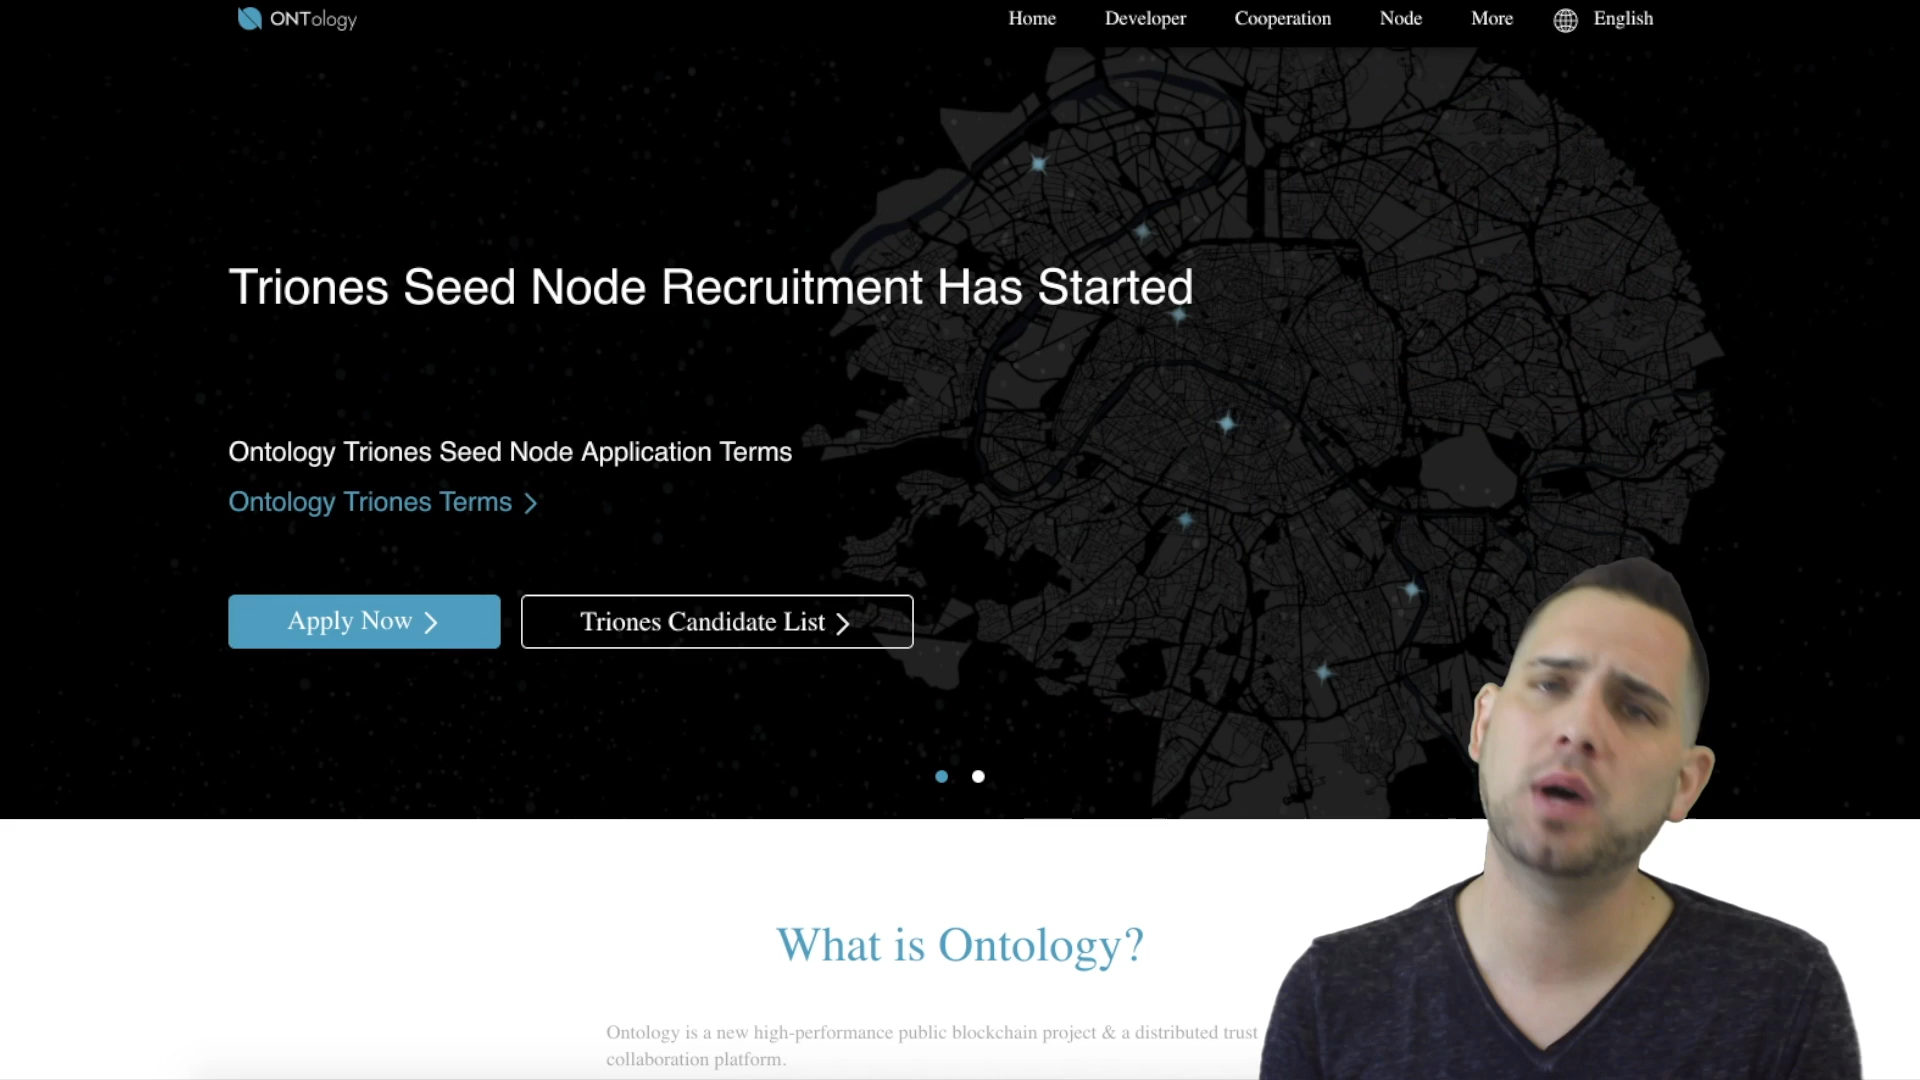 ONTology
Home Developer Cooperation Node More English
Triones Seed Node Recruitment Has Started
Ontology Triones Seed Node Application Terms
Ontology Triones Terms >
Apply Now >
Triones Candidate List >
What is Ontology?
Ontology is a new high-performance public blockchain project & a distributed trust
collaboration platform.